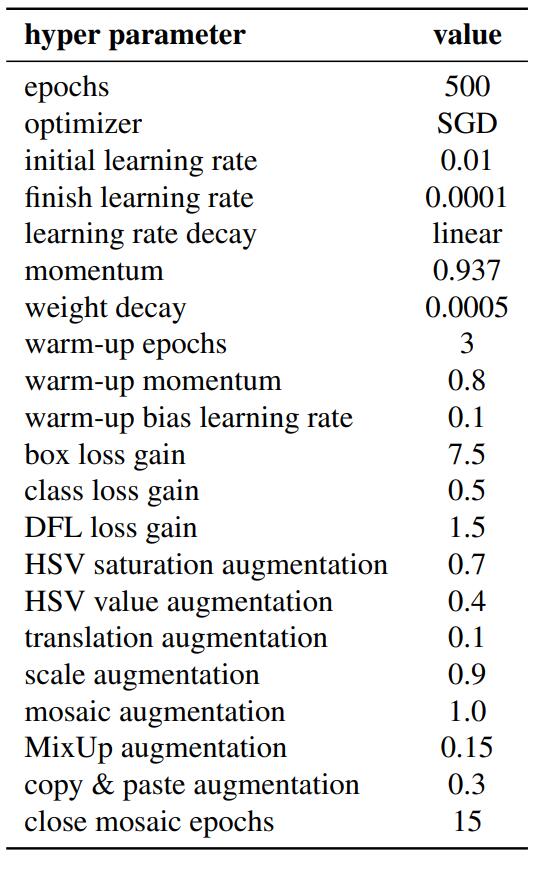 hyper parameter value
epochs 500
optimizer SGD
initial learning rate 0.01
finish learning rate 0.0001
learning rate decay linear
momentum 0.937
weight decay 0.0005
warm-up epochs 3
warm-up momentum 0.8
warm-up bias learning rate 0.1
box loss gain 7.5
class loss gain 0.5
DFL loss gain 1.5
HSV saturation augmentation 0.7
HSV value augmentation 0.4
translation augmentation 0.1
scale augmentation 0.9
mosaic augmentation 1.0
MixUp augmentation 0.15
copy & paste augmentation 0.3
close mosaic epochs 15